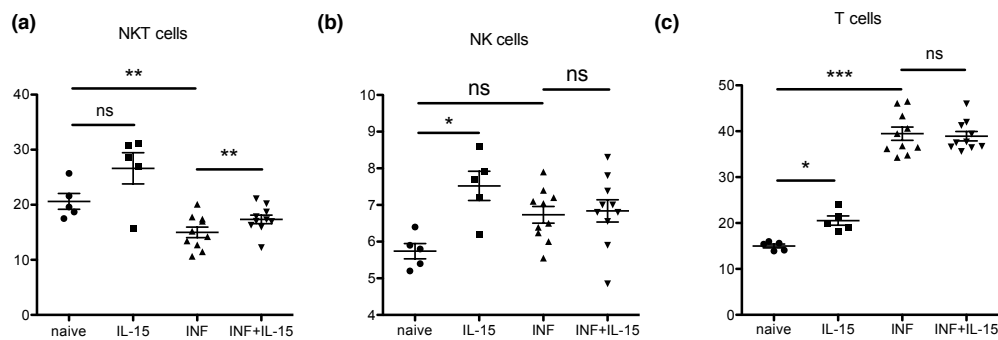 (a)
NKT cells
**
ns
**
40
30
20
10
0
naive IL-15 INF INF+IL-15
(b)
NK cells
ns
ns
*
9
8
7
6
5
4
naive IL-15 INF INF+IL-15
(c)
T cells
ns
***
*
50
40
30
20
10
0
naive IL-15 INF INF+IL-15